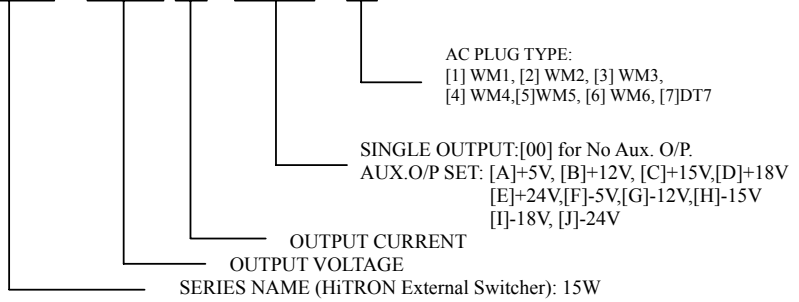 AC PLUG TYPE:
[1] WM1, [2] WM2, [3] WM3,
[4] WM4,[5]WM5, [6] WM6, [7]DT7
SINGLE OUTPUT:[00] for No Aux. O/P.
AUX.O/P SET: [A]+5V, [B]+12V, [C]+15V,[D]+18V
[E]+24V,[F]-5V,[G]-12V,[H]-15V
[I]-18V, [J]-24V
OUTPUT CURRENT
OUTPUT VOLTAGE
SERIES NAME (HiTRON External Switcher): 15W